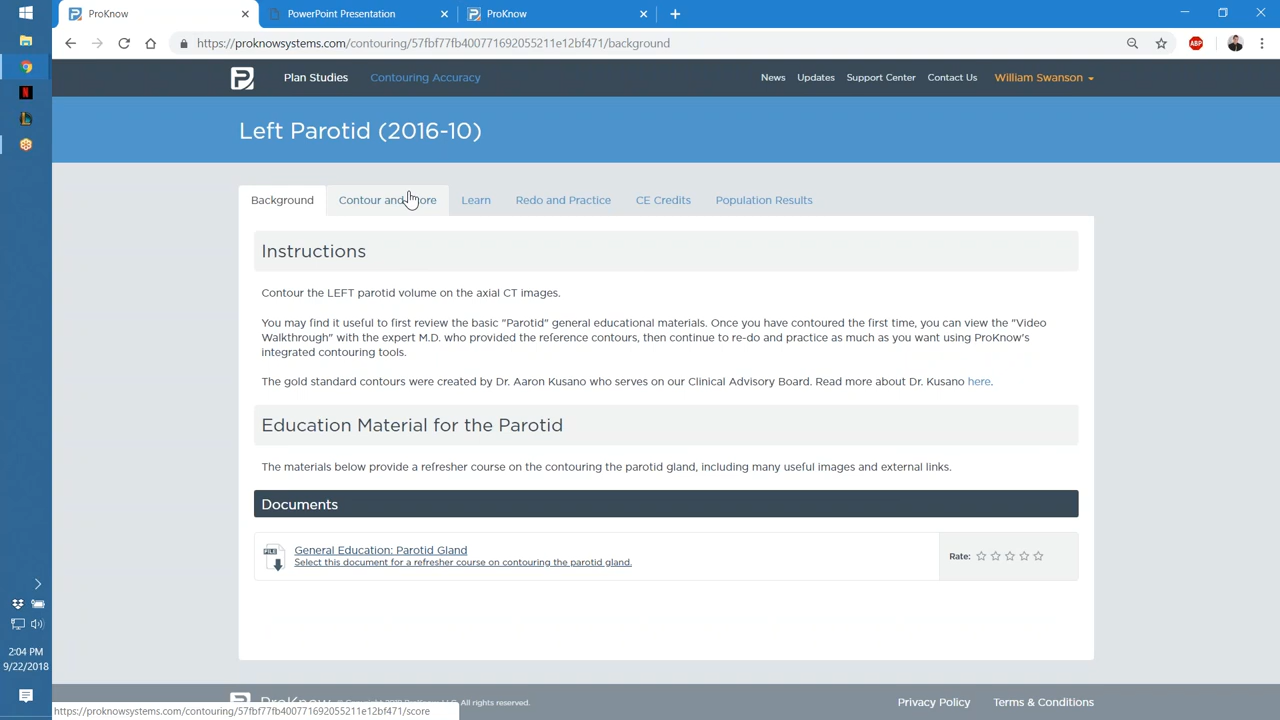 ProKnow
PowerPoint Presentation
ProKnow
https://proknowsystems.com/contouring/57fbf77fb400771692055211e12bf471/background
ABP
Plan Studies
Contouring Accuracy
News
Updates
Support Center
Contact Us
William Swanson
Left Parotid (2016-10)
Background
Contour and Score
Learn
Redo and Practice
CE Credits
Population Results
Instructions
Contour the LEFT parotid volume on the axial CT images.
You may find it useful to first review the basic "Parotid" general educational materials. Once you have contoured the first time, you can view the "Video
Walkthrough" with the expert M.D. who provided the reference contours, then continue to re-do and practice as much as you want using ProKnow's
integrated contouring tools.
The gold standard contours were created by Dr. Aaron Kusano who serves on our Clinical Advisory Board. Read more about Dr. Kusano here.
Education Material for the Parotid
The materials below provide a refresher course on the contouring the parotid gland, including many useful images and external links.
Documents
FILE
General Education: Parotid Gland
Select this document for a refresher course on contouring the parotid gland.
Rate:
2:04 PM
9/22/2018
ProKnow
All rights reserved.
Privacy Policy
Terms & Conditions
https://proknowsystems.com/contouring/57fbf77fb400771692055211e12bf471/score